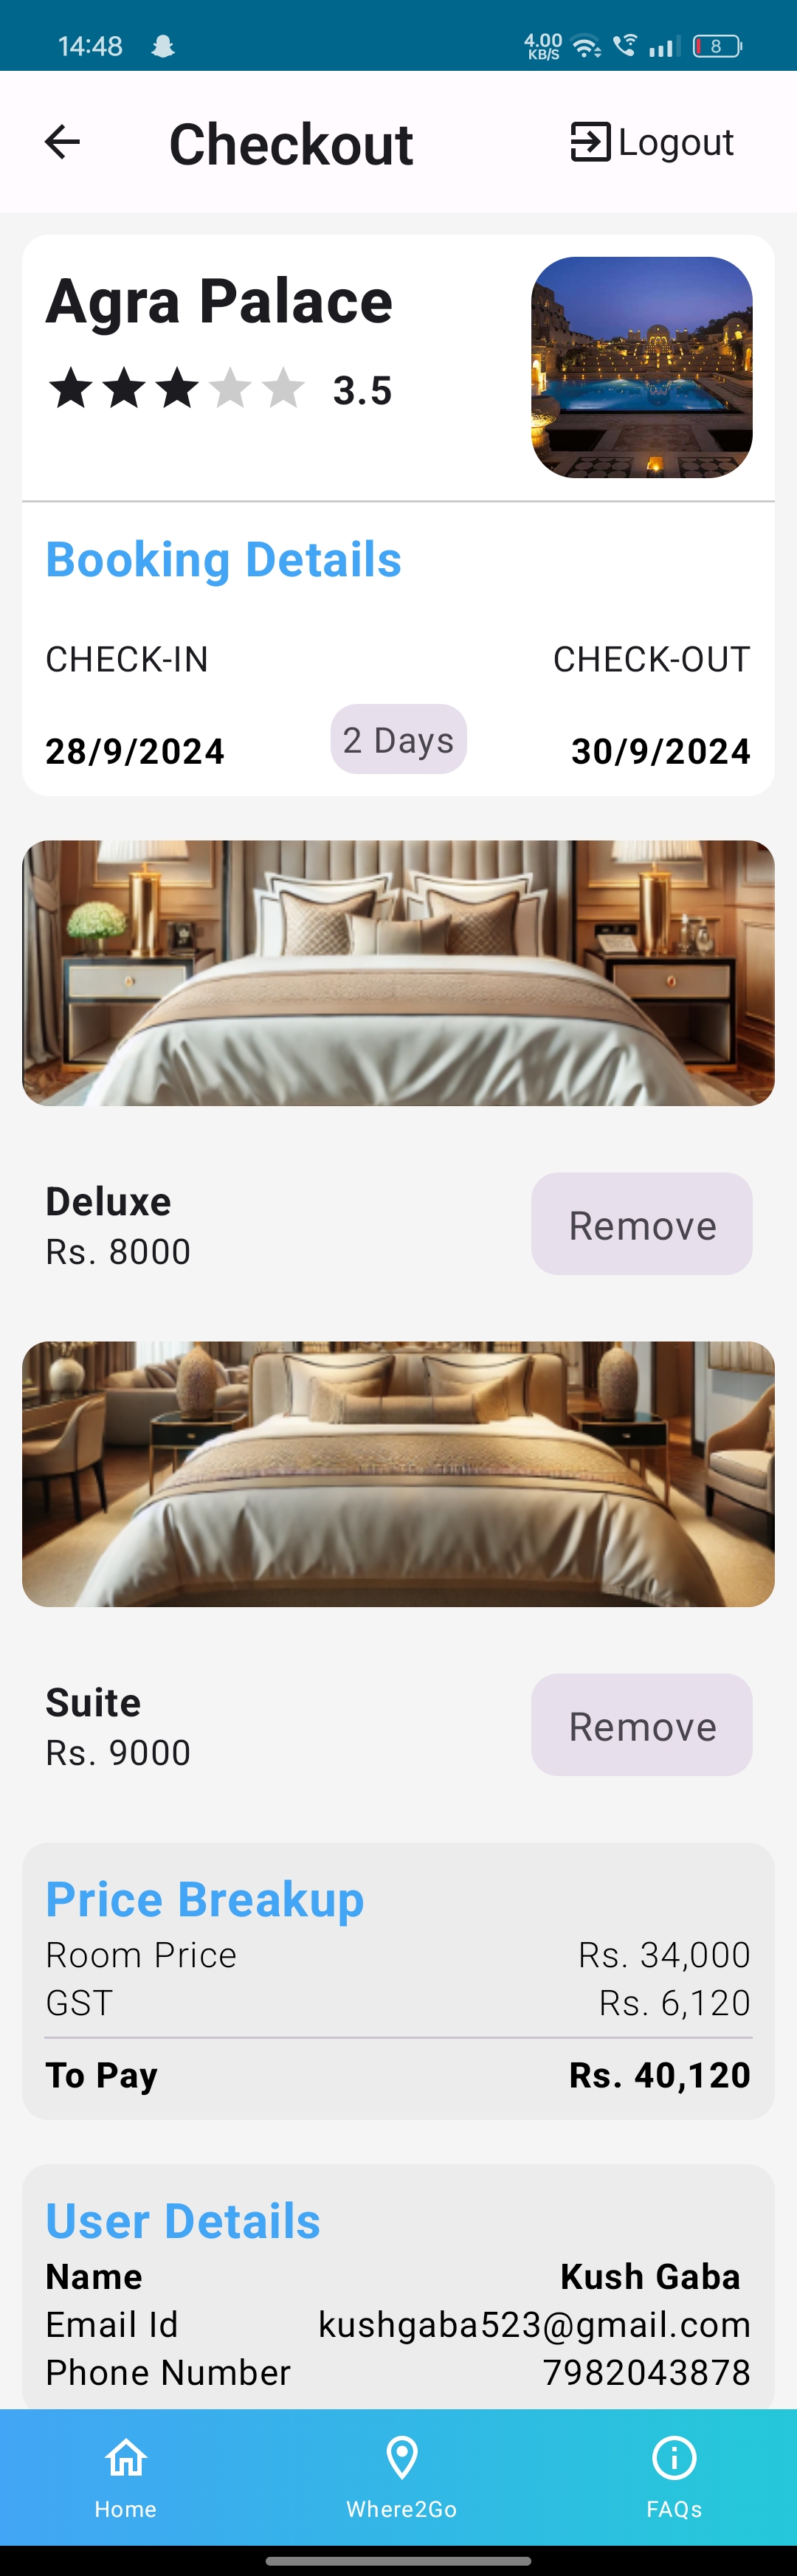 14:48
4.00
KB/S
8
Checkout
Logout
Agra Palace
3.5
Booking Details
CHECK-IN
CHECK-OUT
28/9/2024
2 Days
30/9/2024
Deluxe
Rs. 8000
Remove
Suite
Rs. 9000
Remove
Price Breakup
Room Price Rs. 34,000
GST Rs. 6,120
To Pay Rs. 40,120
User Details
Name Kush Gaba
Email Id kushgaba523@gmail.com
Phone Number 7982043878
Home
Where2Go
FAQs